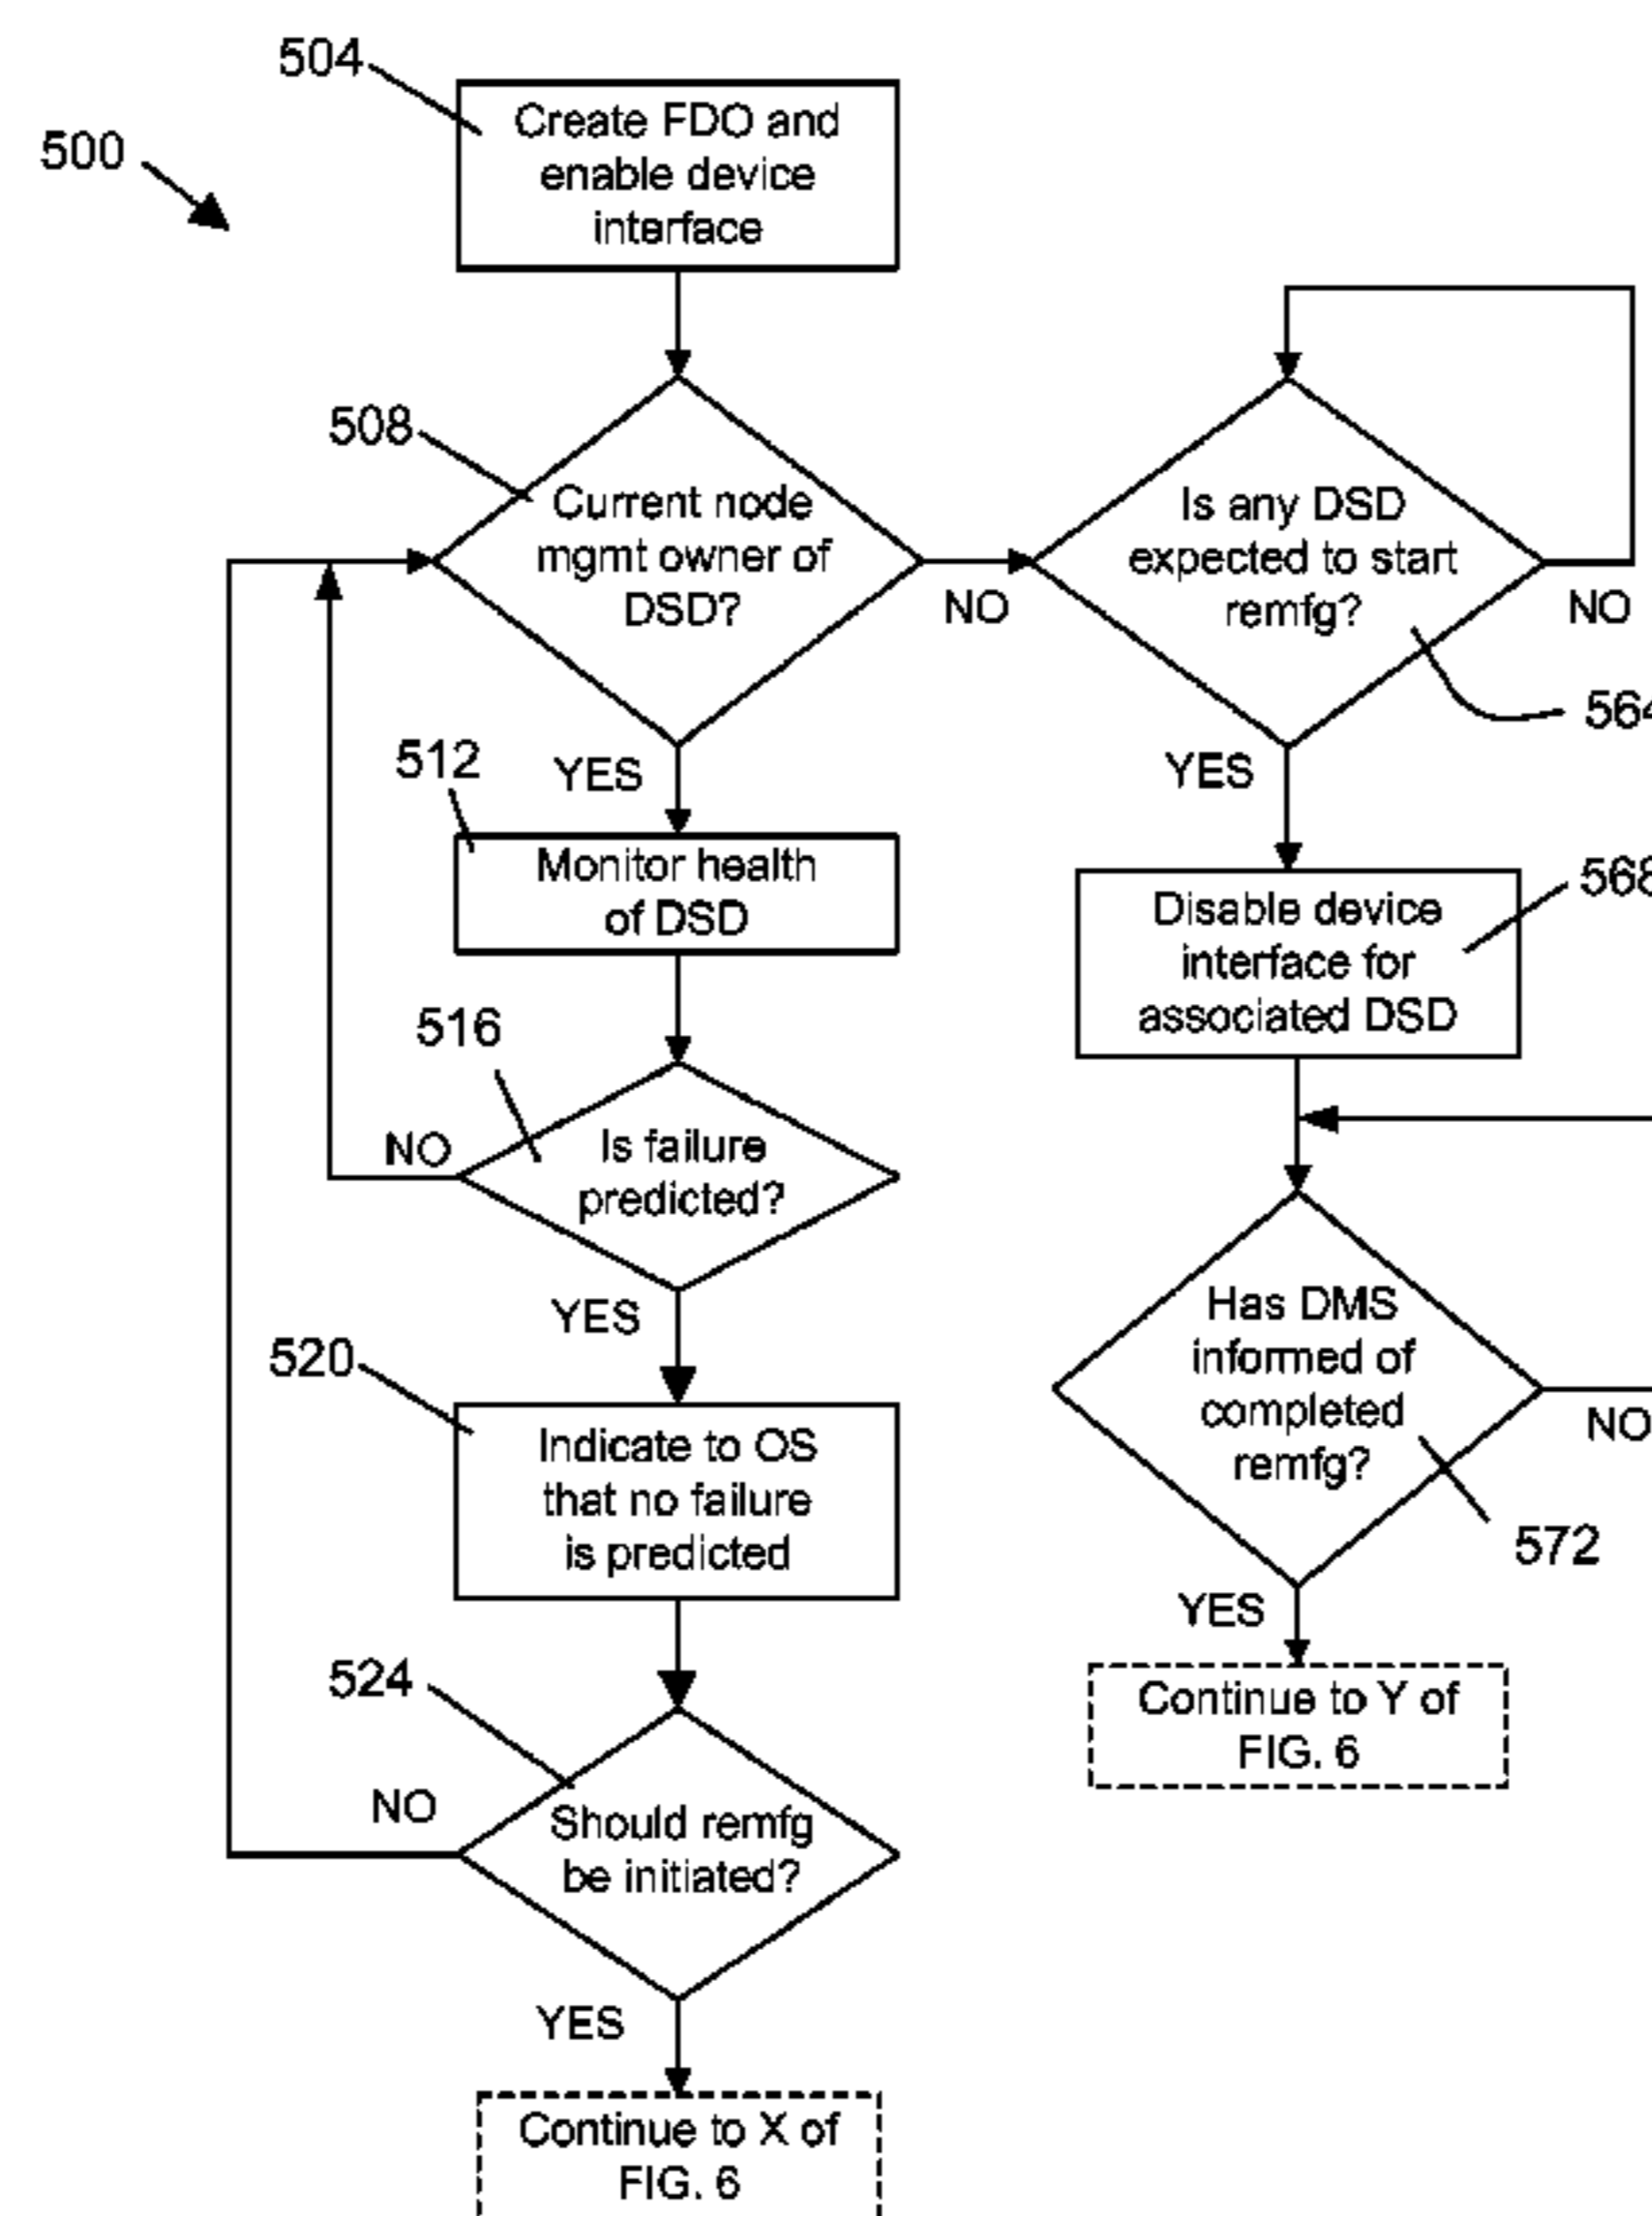 504
500
Create FDO and
enable device
interface
508
Current node
mgmt owner of
DSD?
NO
YES
Is any DSD
expected to start
remfg?
NO
564
YES
512
Monitor health
of DSD
568
Disable device
interface for
associated DSD
516
Is failure
predicted?
NO
YES
Has DMS
informed of
completed
remfg?
NO
572
YES
520
Indicate to OS
that no failure
is predicted
Continue to Y of
FIG. 6
524
Should remfg
be initiated?
NO
YES
Continue to X of
FIG. 6